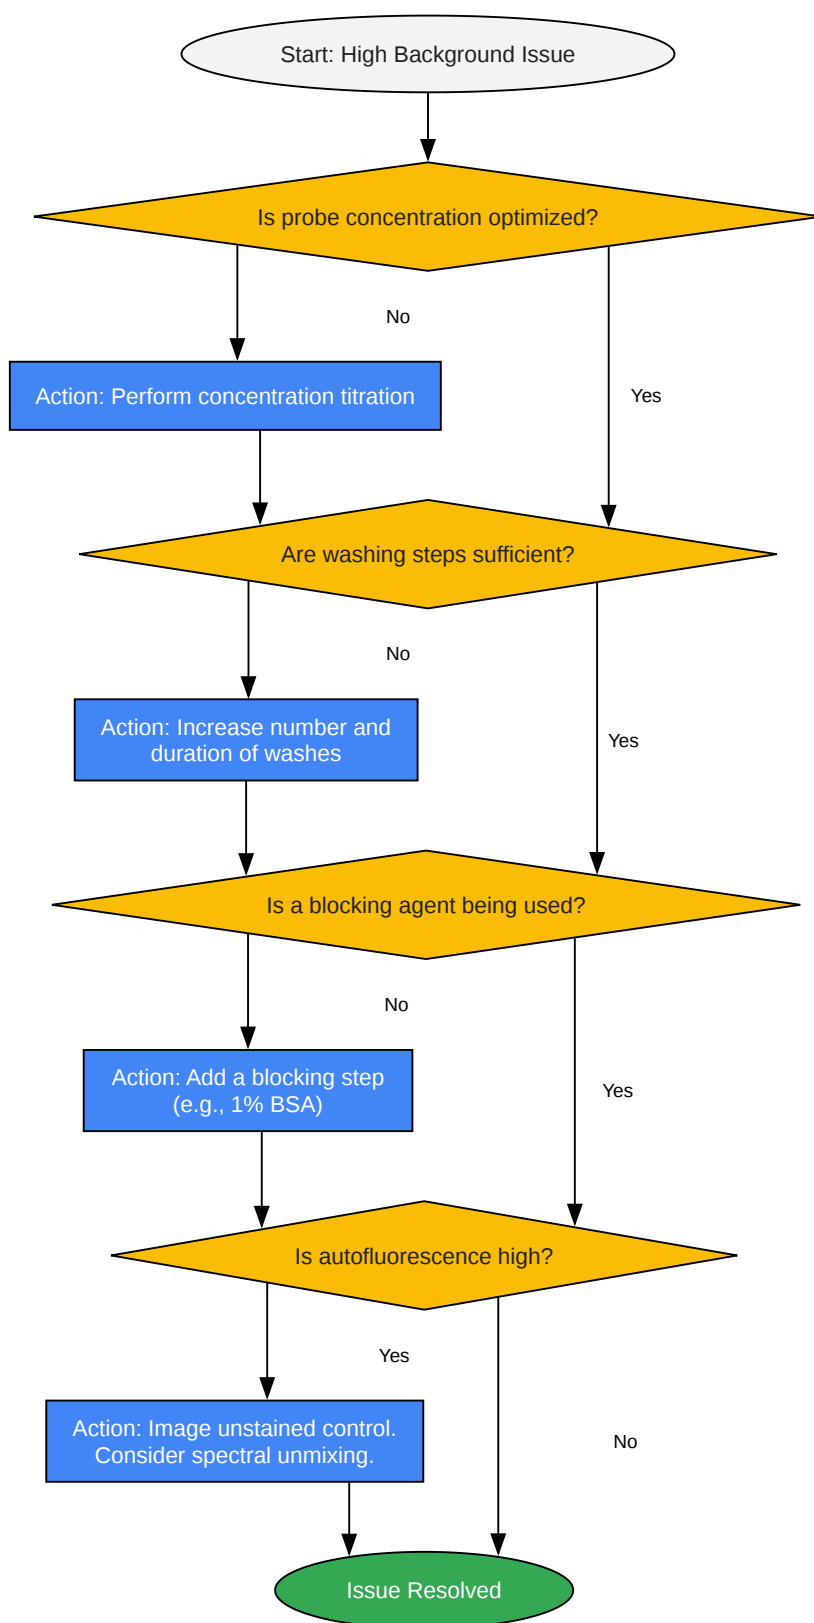 Start: High Background Issue
Is probe concentration optimized?
No
Action: Perform concentration titration
Yes
Are washing steps sufficient?
No
Action: Increase number and
duration of washes
Yes
Is a blocking agent being used?
No
Action: Add a blocking step
(e.g., 1% BSA)
Yes
Is autofluorescence high?
Yes
Action: Image unstained control.
Consider spectral unmixing.
No
Issue Resolved